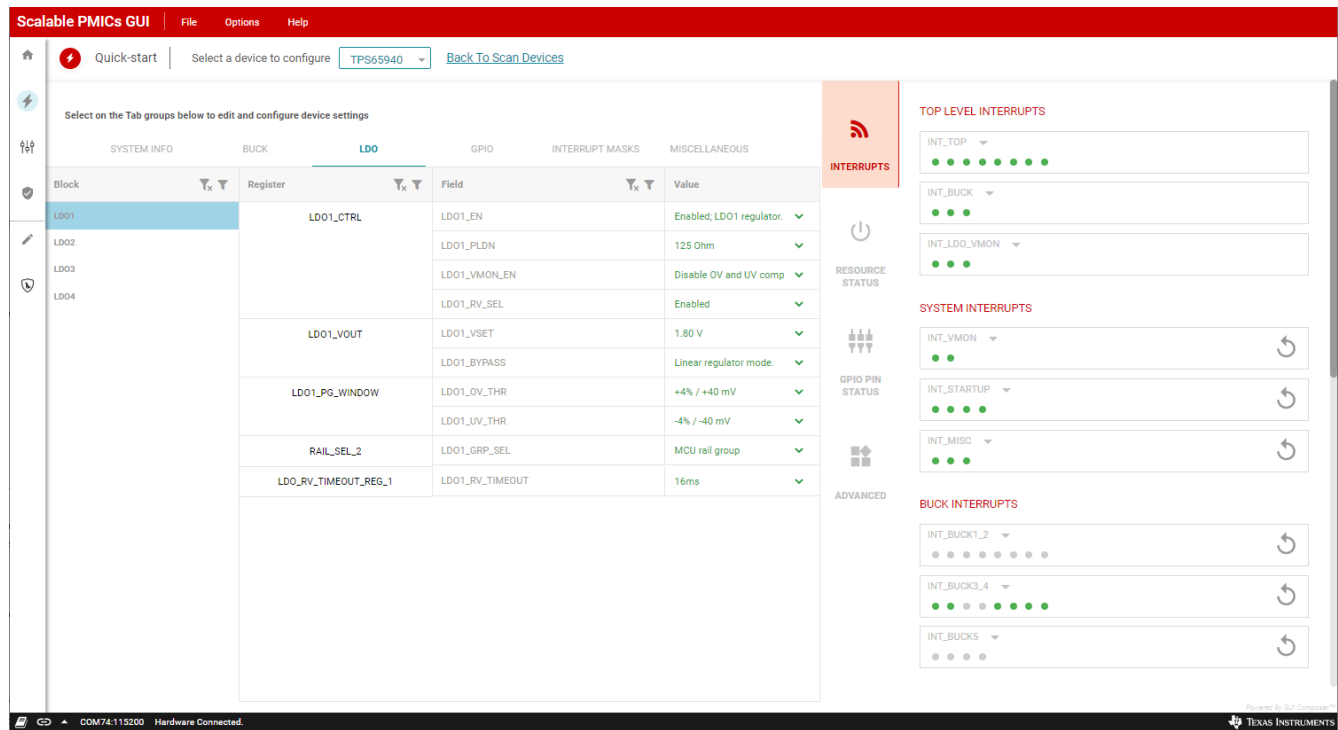 Scalable PMICs GUI File Options Help
Quick-start Select a device to configure TPS65940 Back To Scan Devices
Select on the Tab groups below to edit and configure device settings
SYSTEM INFO BUCK LDO GPIO INTERRUPT MASKS MISCELLANEOUS
Block Register Field Value
LDO1 LDO1_CTRL LDO1_EN Enabled; LDO1 regulator.
LDO2 LDO1_PLDN 125 Ohm
LDO3 LDO1_VMON_EN Disable OV and UV comp
LDO4 LDO1_RV_SEL Enabled
LDO1_VOUT LDO1_VSET 1.80 V
LDO1_BYPASS Linear regulator mode.
LDO1_PG_WINDOW LDO1_OV_THR +4% / +40 mV
LDO1_UV_THR -4% / -40 mV
RAIL_SEL_2 LDO1_GRP_SEL MCU rail group
LDO_RV_TIMEOUT_REG_1 LDO1_RV_TIMEOUT 16ms
INTERRUPTS
RESOURCE
STATUS
GPIO PIN
STATUS
ADVANCED
TOP LEVEL INTERRUPTS
INT_TOP
INT_BUCK
INT_LDO_VMON
SYSTEM INTERRUPTS
INT_VMON
INT_STARTUP
INT_MISC
BUCK INTERRUPTS
INT_BUCK1_2
INT_BUCK3_4
INT_BUCK5
Powered By GUI Composer™
COM74:115200 Hardware Connected. TEXAS INSTRUMENTS